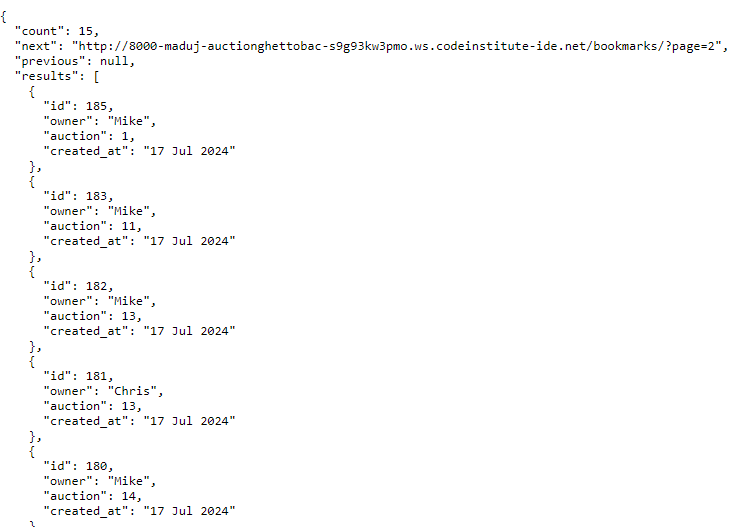 {
  "count": 15,
  "next": "http://8000-maduj-auctionghettobac-s9g93kw3pmo.ws.codeinstitute-ide.net/bookmarks/?page=2",
  "previous": null,
  "results": [
    {
      "id": 185,
      "owner": "Mike",
      "auction": 1,
      "created_at": "17 Jul 2024"
    },
    {
      "id": 183,
      "owner": "Mike",
      "auction": 11,
      "created_at": "17 Jul 2024"
    },
    {
      "id": 182,
      "owner": "Mike",
      "auction": 13,
      "created_at": "17 Jul 2024"
    },
    {
      "id": 181,
      "owner": "Chris",
      "auction": 13,
      "created_at": "17 Jul 2024"
    },
    {
      "id": 180,
      "owner": "Mike",
      "auction": 14,
      "created_at": "17 Jul 2024"
    }